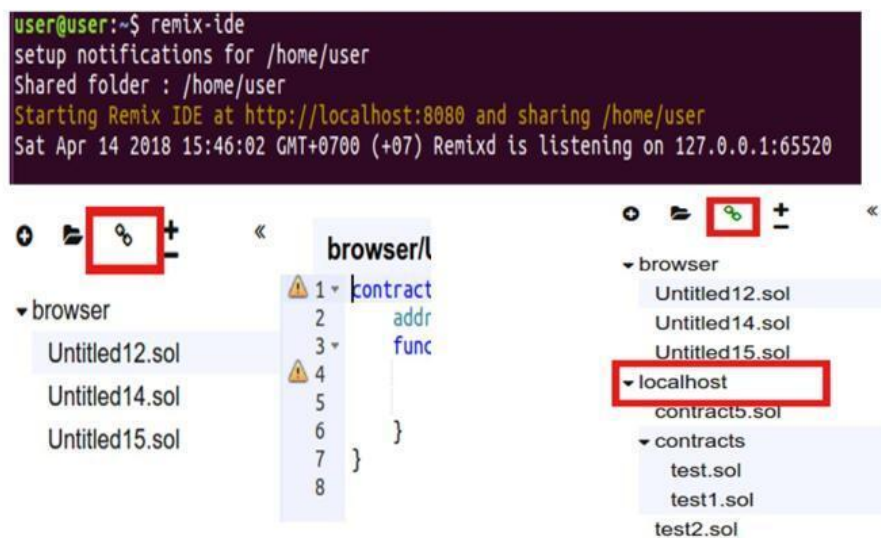 user@user:~$ remix-ide
setup notifications for /home/user
Shared folder : /home/user
Starting Remix IDE at http://localhost:8080 and sharing /home/user
Sat Apr 14 2018 15:46:02 GMT+0700 (+07) Remixd is listening on 127.0.0.1:65520
browser
Untitled12.sol
Untitled14.sol
Untitled15.sol
browser/
1 contract
2 addr
3 func
4
5
6 }
7 }
8
browser
Untitled12.sol
Untitled14.sol
Untitled15.sol
localhost
contract5.sol
contracts
test.sol
test1.sol
test2.sol